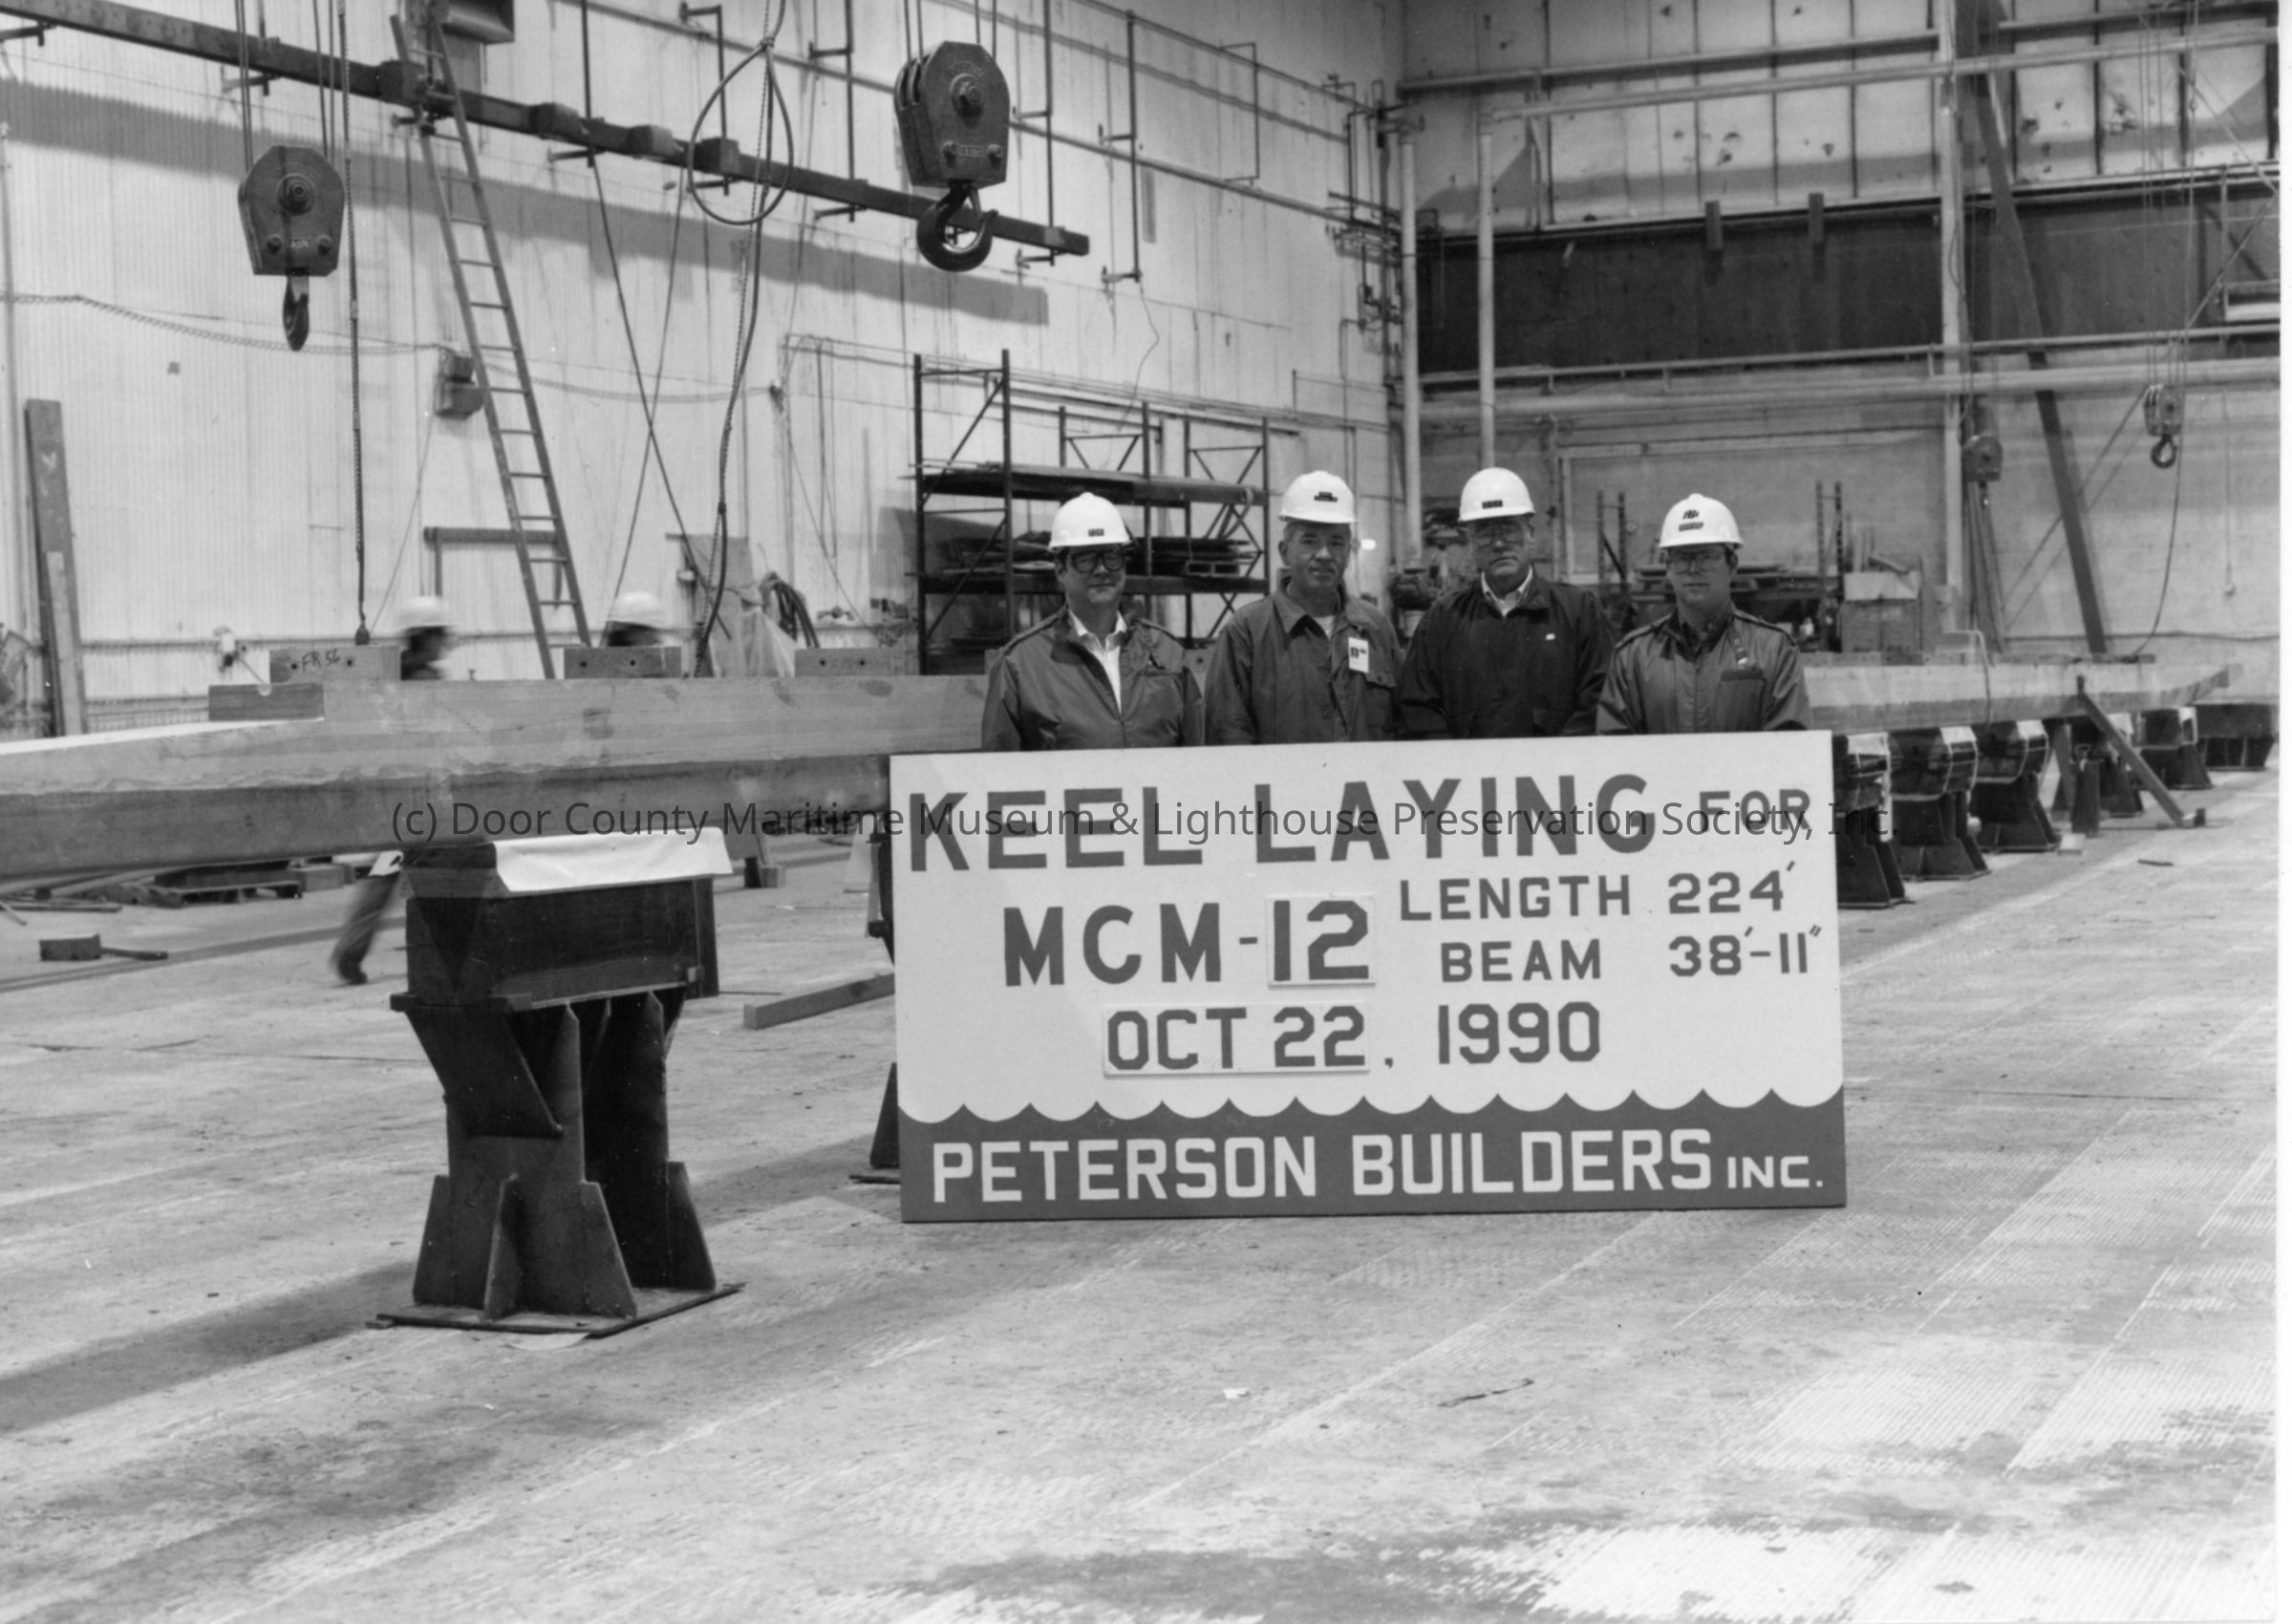 FR 56
(c) Door County Maritime Museum & Lighthouse Preservation Society, Inc.
KEEL LAYING FOR
MCM-12 LENGTH 224'
BEAM 38'-11"
OCT 22, 1990
PETERSON BUILDERS INC.